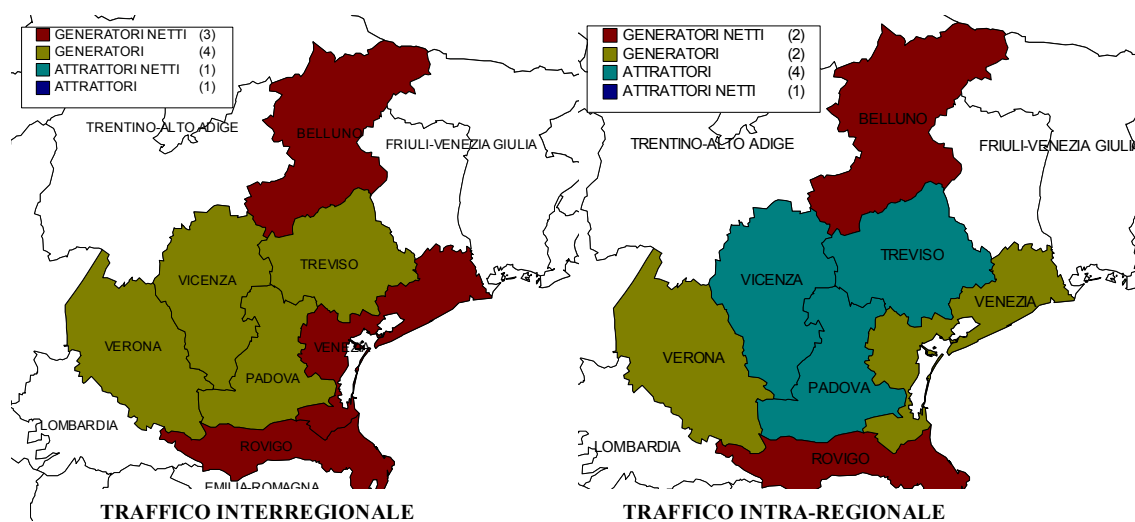 GENERATORI NETTI (3)
GENERATORI (4)
ATTRATTORI NETTI (1)
ATTRATTORI (1)
TRENTINO-ALTO ADIGE
BELLUNO
FRIULI-VENEZIA GIULIA
VICENZA
TREVISO
VERONA
VENEZIA
PADOVA
LOMBARDIA
ROVIGO
EMILIA-ROMAGNA
TRAFFICO INTERREGIONALE
GENERATORI NETTI (2)
GENERATORI (2)
ATTRATTORI (4)
ATTRATTORI NETTI (1)
BELLUNO
TRENTINO-ALTO ADIGE
FRIULI-VENEZIA GIULIA
TREVISO
VICENZA
VENEZIA
VERONA
PADOVA
LOMBARDIA
ROVIGO
TRAFFICO INTRA-REGIONALE